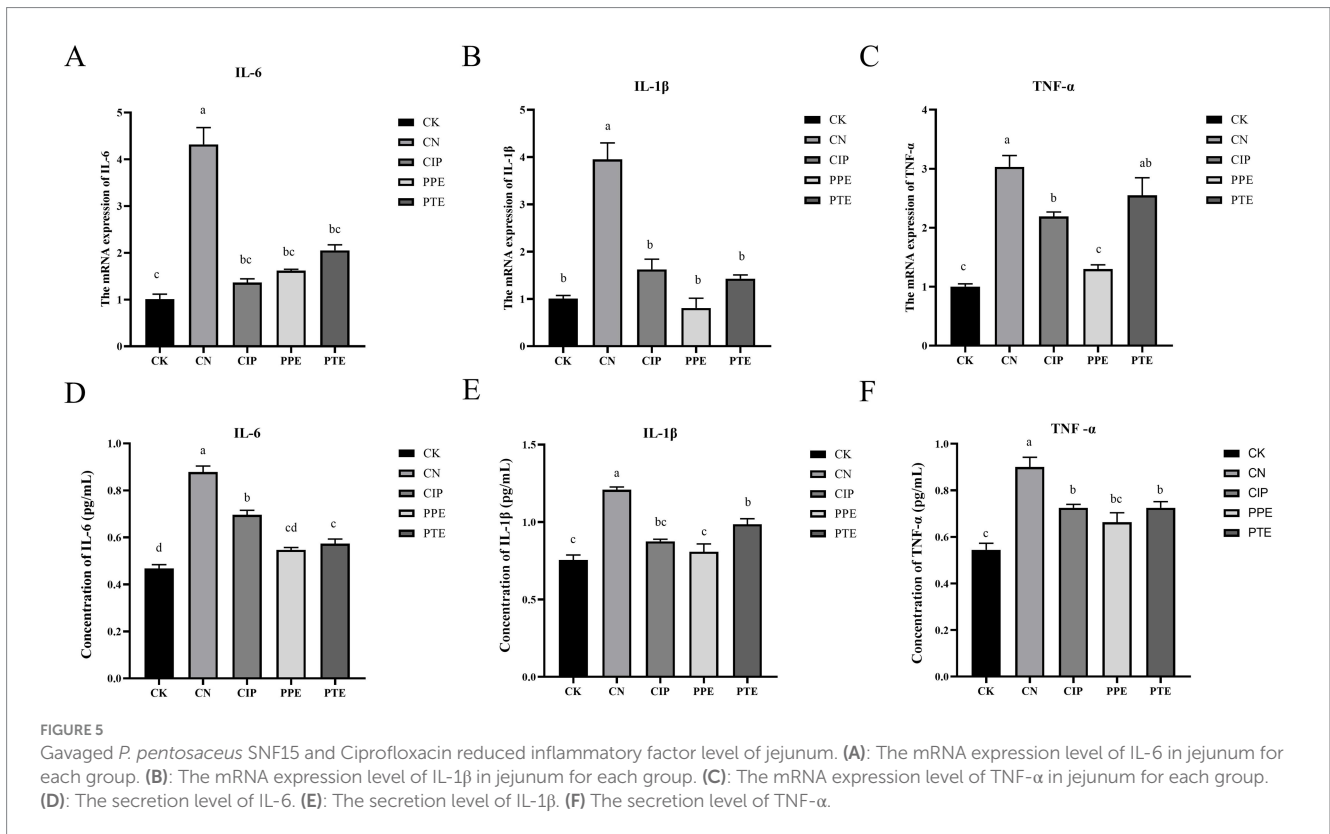 A
IL-6
The mRNA expression of IL-6
5
4
3
2
1
0
a
c
bc
bc
bc
CK
CN
CIP
PPE
PTE
CK
CN
CIP
PPE
PTE
B
IL-1β
The mRNA expression of IL-1β
5
4
3
2
1
0
a
b
b
b
b
CK
CN
CIP
PPE
PTE
CK
CN
CIP
PPE
PTE
C
TNF-α
The mRNA expression of TNF-α
4
3
2
1
0
c
a
b
c
ab
CK
CN
CIP
PPE
PTE
CK
CN
CIP
PPE
PTE
D
IL-6
Concentration of IL-6 (pg/mL)
1.0
0.8
0.6
0.4
0.2
0.0
d
a
b
cd
c
CK
CN
CIP
PPE
PTE
CK
CN
CIP
PPE
PTE
E
IL-1β
Concentration of IL-1β (pg/mL)
1.5
1.0
0.5
0.0
c
a
bc
c
b
CK
CN
CIP
PPE
PTE
CK
CN
CIP
PPE
PTE
F
TNF -α
Concentration of TNF-α (pg/mL)
1.0
0.8
0.6
0.4
0.2
0.0
c
a
b
bc
b
CK
CN
CIP
PPE
PTE
CK
CN
CIP
PPE
PTE
FIGURE 5
Gavaged P. pentosaceus SNF15 and Ciprofloxacin reduced inflammatory factor level of jejunum. (A): The mRNA expression level of IL-6 in jejunum for
each group. (B): The mRNA expression level of IL-1β in jejunum for each group. (C): The mRNA expression level of TNF-α in jejunum for each group.
(D): The secretion level of IL-6. (E): The secretion level of IL-1β. (F) The secretion level of TNF-α.